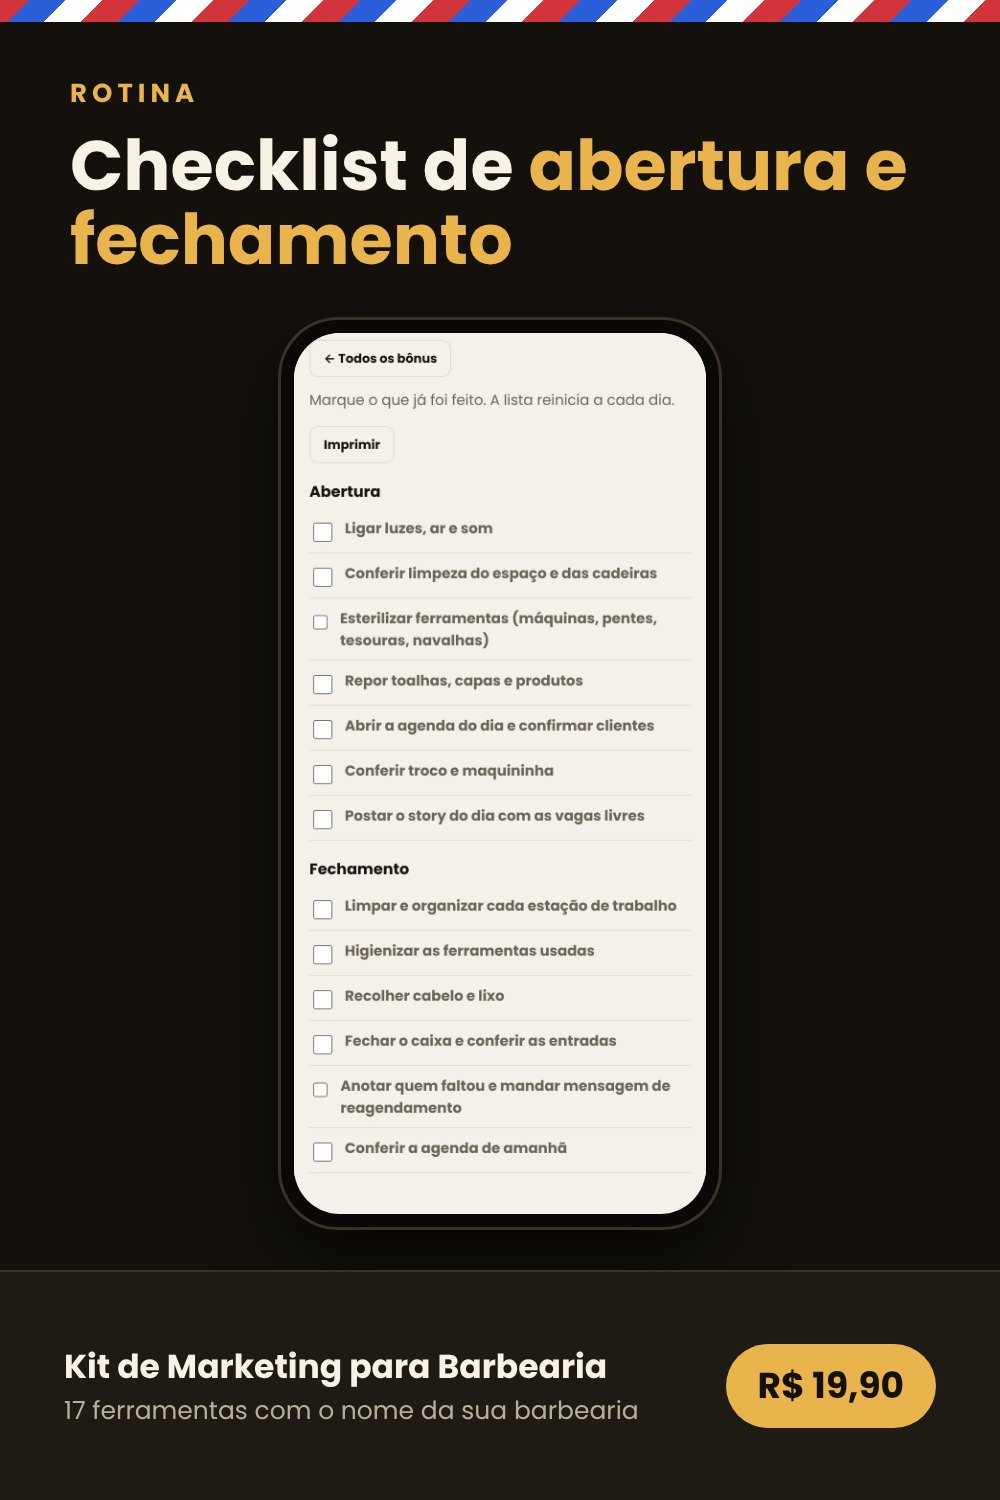 ROTINA
Checklist de abertura e
fechamento
← Todos os bônus
Marque o que já foi feito. A lista reinicia a cada dia.
Imprimir
Abertura
Ligar luzes, ar e som
Conferir limpeza do espaço e das cadeiras
Esterilizar ferramentas (máquinas, pentes,
tesouras, navalhas)
Repor toalhas, capas e produtos
Abrir a agenda do dia e confirmar clientes
Conferir troco e maquininha
Postar o story do dia com as vagas livres
Fechamento
Limpar e organizar cada estação de trabalho
Higienizar as ferramentas usadas
Recolher cabelo e lixo
Fechar o caixa e conferir as entradas
Anotar quem faltou e mandar mensagem de
reagendamento
Conferir a agenda de amanhã
Kit de Marketing para Barbearia
17 ferramentas com o nome da sua barbearia
R$ 19,90